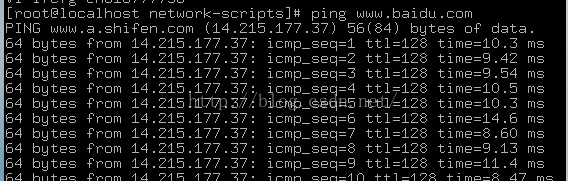 [root@localhost network-scripts]# ping www.baidu.com
PING www.a.shifen.com (14.215.177.37) 56(84) bytes of data.
64 bytes from 14.215.177.37: icmp_seq=1 ttl=128 time=10.3 ms
64 bytes from 14.215.177.37: icmp_seq=2 ttl=128 time=9.42 ms
64 bytes from 14.215.177.37: icmp_seq=3 ttl=128 time=9.54 ms
64 bytes from 14.215.177.37: icmp_seq=4 ttl=128 time=10.5 ms
64 bytes from 14.215.177.37: icmp_seq=5 ttl=128 time=10.3 ms
http://blog.csdn.net/
64 bytes from 14.215.177.37: icmp_seq=6 ttl=128 time=14.6 ms
64 bytes from 14.215.177.37: icmp_seq=7 ttl=128 time=8.60 ms
64 bytes from 14.215.177.37: icmp_seq=8 ttl=128 time=9.13 ms
64 bytes from 14.215.177.37: icmp_seq=9 ttl=128 time=11.4 ms
64 bytes from 14.215.177.37: icmp_seq=10 ttl=128 time=8.47 ms